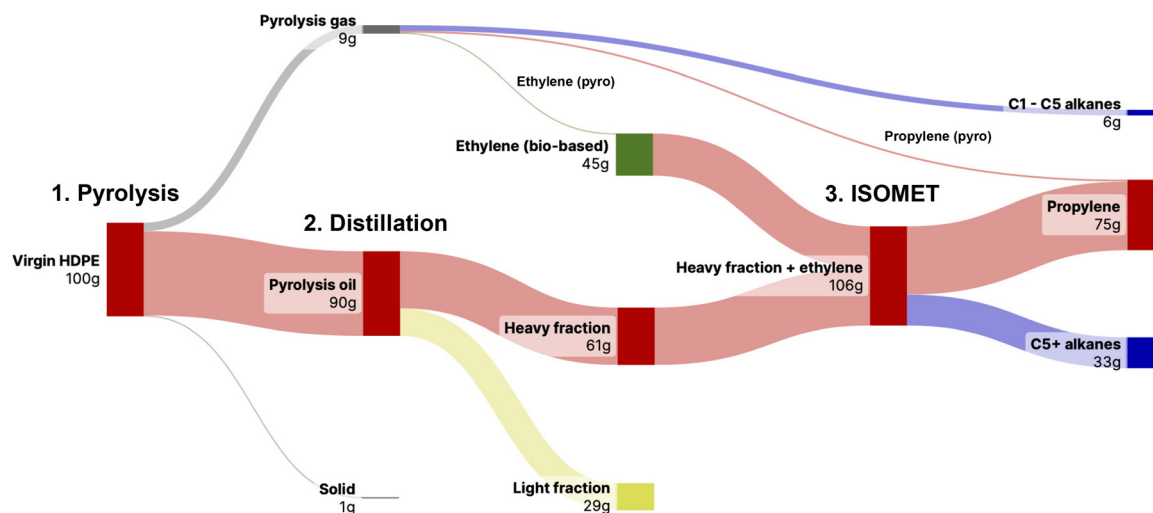 Pyrolysis gas
9g
Ethylene (pyro)
C1 - C5 alkanes
6g
Propylene (pyro)
Ethylene (bio-based)
45g
1. Pyrolysis
2. Distillation
3. ISOMET
Propylene
75g
Virgin HDPE
100g
Pyrolysis oil
90g
Heavy fraction + ethylene
106g
Heavy fraction
61g
C5+ alkanes
33g
Solid
1g
Light fraction
29g